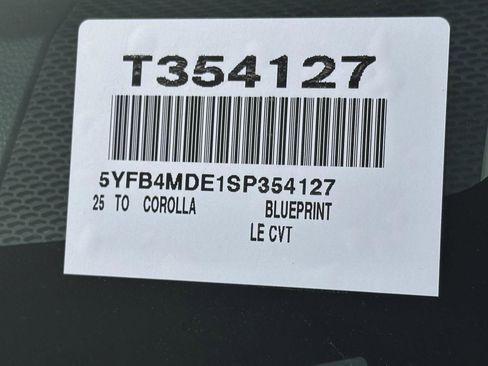 T354127
5YFB4MDE1SP354127
25 TO COROLLA BLUEPRINT
LE CVT